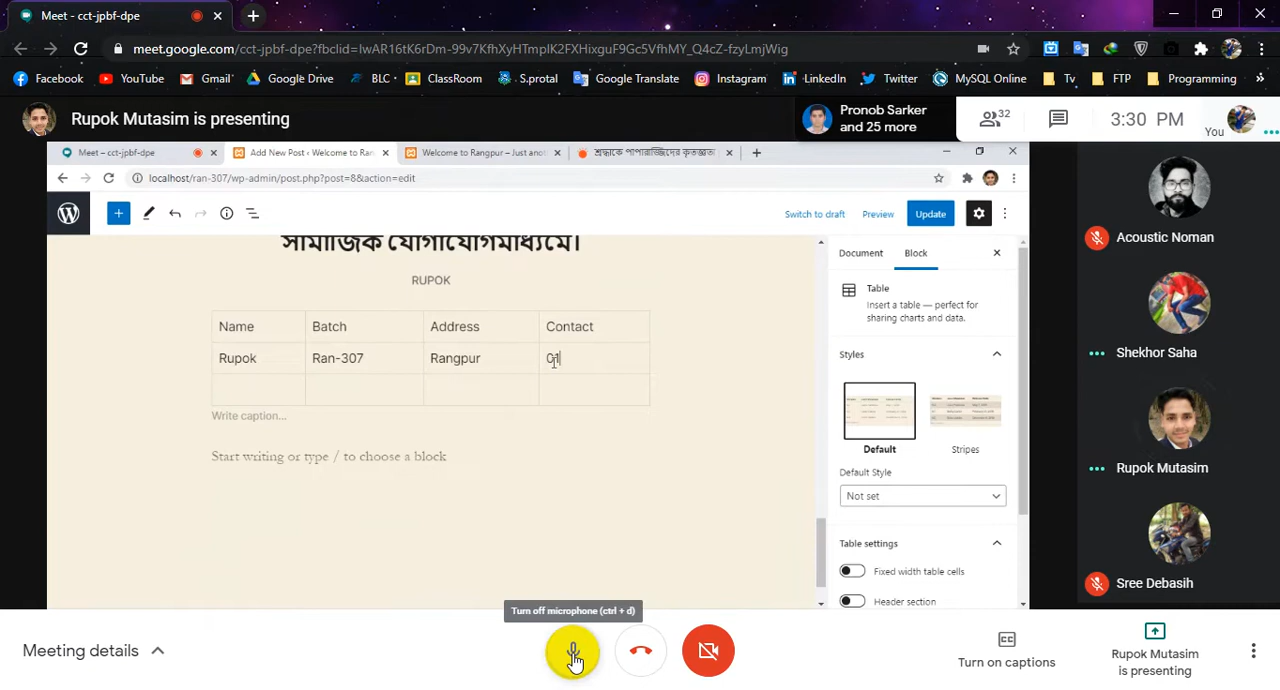 Meet - cct-jpbf-dpe
meet.google.com/cct-jpbf-dpe?fbclid=IwAR16tK6rDm-99v7KfhXyHTmpIK2FXHixguF9Gc5VfhMY_Q4cZ-fzyLmjWig
Facebook YouTube Gmail Google Drive BLC ClassRoom S.protal Google Translate Instagram LinkedIn Twitter MySQL Online Tv FTP Programming »
Rupok Mutasim is presenting
Pronob Sarker
and 25 more
32
3:30 PM
You
Meet – cct-jpbf-dpe
Add New Post ‹ Welcome to Ran
Welcome to Rangpur – Just anot
শ্রদ্ধাকে পাপারাজ্জিদের কৃতজ্ঞতা
localhost/ran-307/wp-admin/post.php?post=8&action=edit
Switch to draft Preview Update
সামাজিক যোগাযোগমাধ্যমে।
RUPOK
Name Batch Address Contact
Rupok Ran-307 Rangpur 01
Write caption...
Start writing or type / to choose a block
Document Block
Table
Insert a table — perfect for
sharing charts and data.
Styles
Default Stripes
Default Style
Not set
Table settings
Fixed width table cells
Header section
Acoustic Noman
Shekhor Saha
Rupok Mutasim
Sree Debasih
Turn off microphone (ctrl + d)
Meeting details
Turn on captions
Rupok Mutasim
is presenting